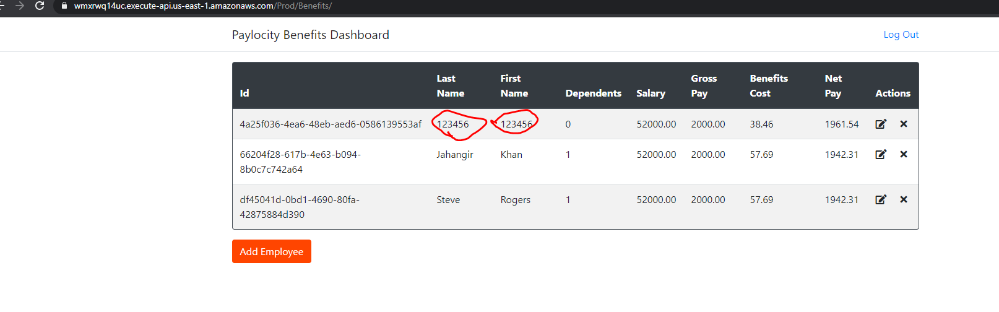 wmxrwq14uc.execute-api.us-east-1.amazonaws.com/Prod/Benefits/
Paylocity Benefits Dashboard Log Out
Id Last Name First Name Dependents Salary Gross Pay Benefits Cost Net Pay Actions
4a25f036-4ea6-48eb-aed6-0586139553af 123456 123456 0 52000.00 2000.00 38.46 1961.54
66204f28-617b-4e63-b094-8b0c7c742a64 Jahangir Khan 1 52000.00 2000.00 57.69 1942.31
df45041d-0bd1-4690-80fa-42875884d390 Steve Rogers 1 52000.00 2000.00 57.69 1942.31
Add Employee